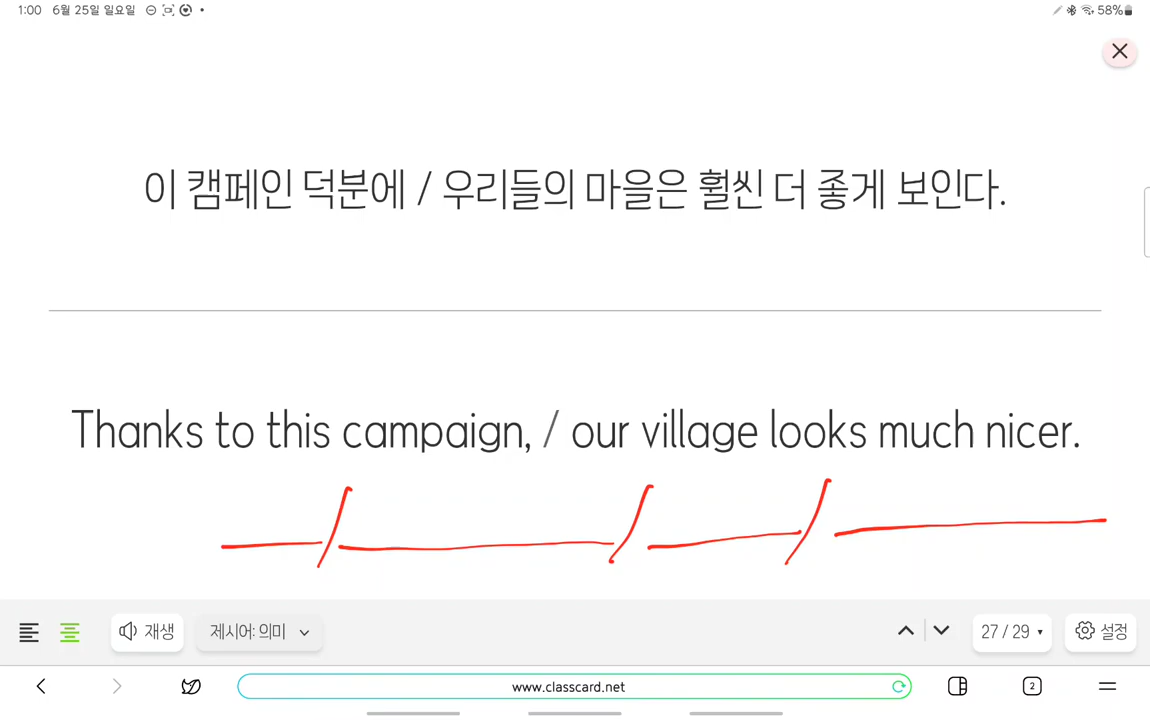 1:00 6월 25일 일요일
58%
이 캠페인 덕분에 / 우리들의 마을은 훨씬 더 좋게 보인다.
Thanks to this campaign, / our village looks much nicer.
재생 제시어: 의미 27 / 29 설정
www.classcard.net 2